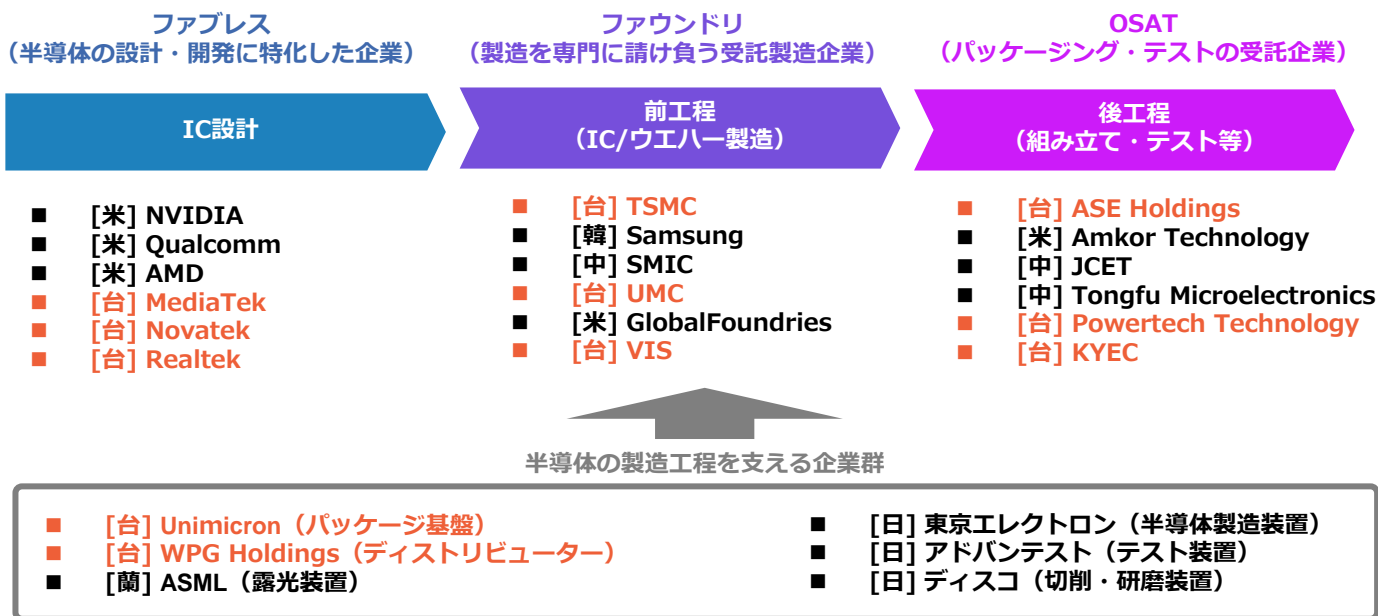 ファブレス
（半導体の設計・開発に特化した企業）
IC設計
■ [米] NVIDIA
■ [米] Qualcomm
■ [米] AMD
■ [台] MediaTek
■ [台] Novatek
■ [台] Realtek
ファウンドリ
（製造を専門に請け負う受託製造企業）
前工程
（IC/ウエハー製造）
■ [台] TSMC
■ [韓] Samsung
■ [中] SMIC
■ [台] UMC
■ [米] GlobalFoundries
■ [台] VIS
OSAT
（パッケージング・テストの受託企業）
後工程
（組み立て・テスト等）
■ [台] ASE Holdings
■ [米] Amkor Technology
■ [中] JCET
■ [中] Tongfu Microelectronics
■ [台] Powertech Technology
■ [台] KYEC
半導体の製造工程を支える企業群
■ [台] Unimicron（パッケージ基盤）
■ [台] WPG Holdings（ディストリビューター）
■ [蘭] ASML（露光装置）
■ [日] 東京エレクトロン（半導体製造装置）
■ [日] アドバンテスト（テスト装置）
■ [日] ディスコ（切削・研磨装置）